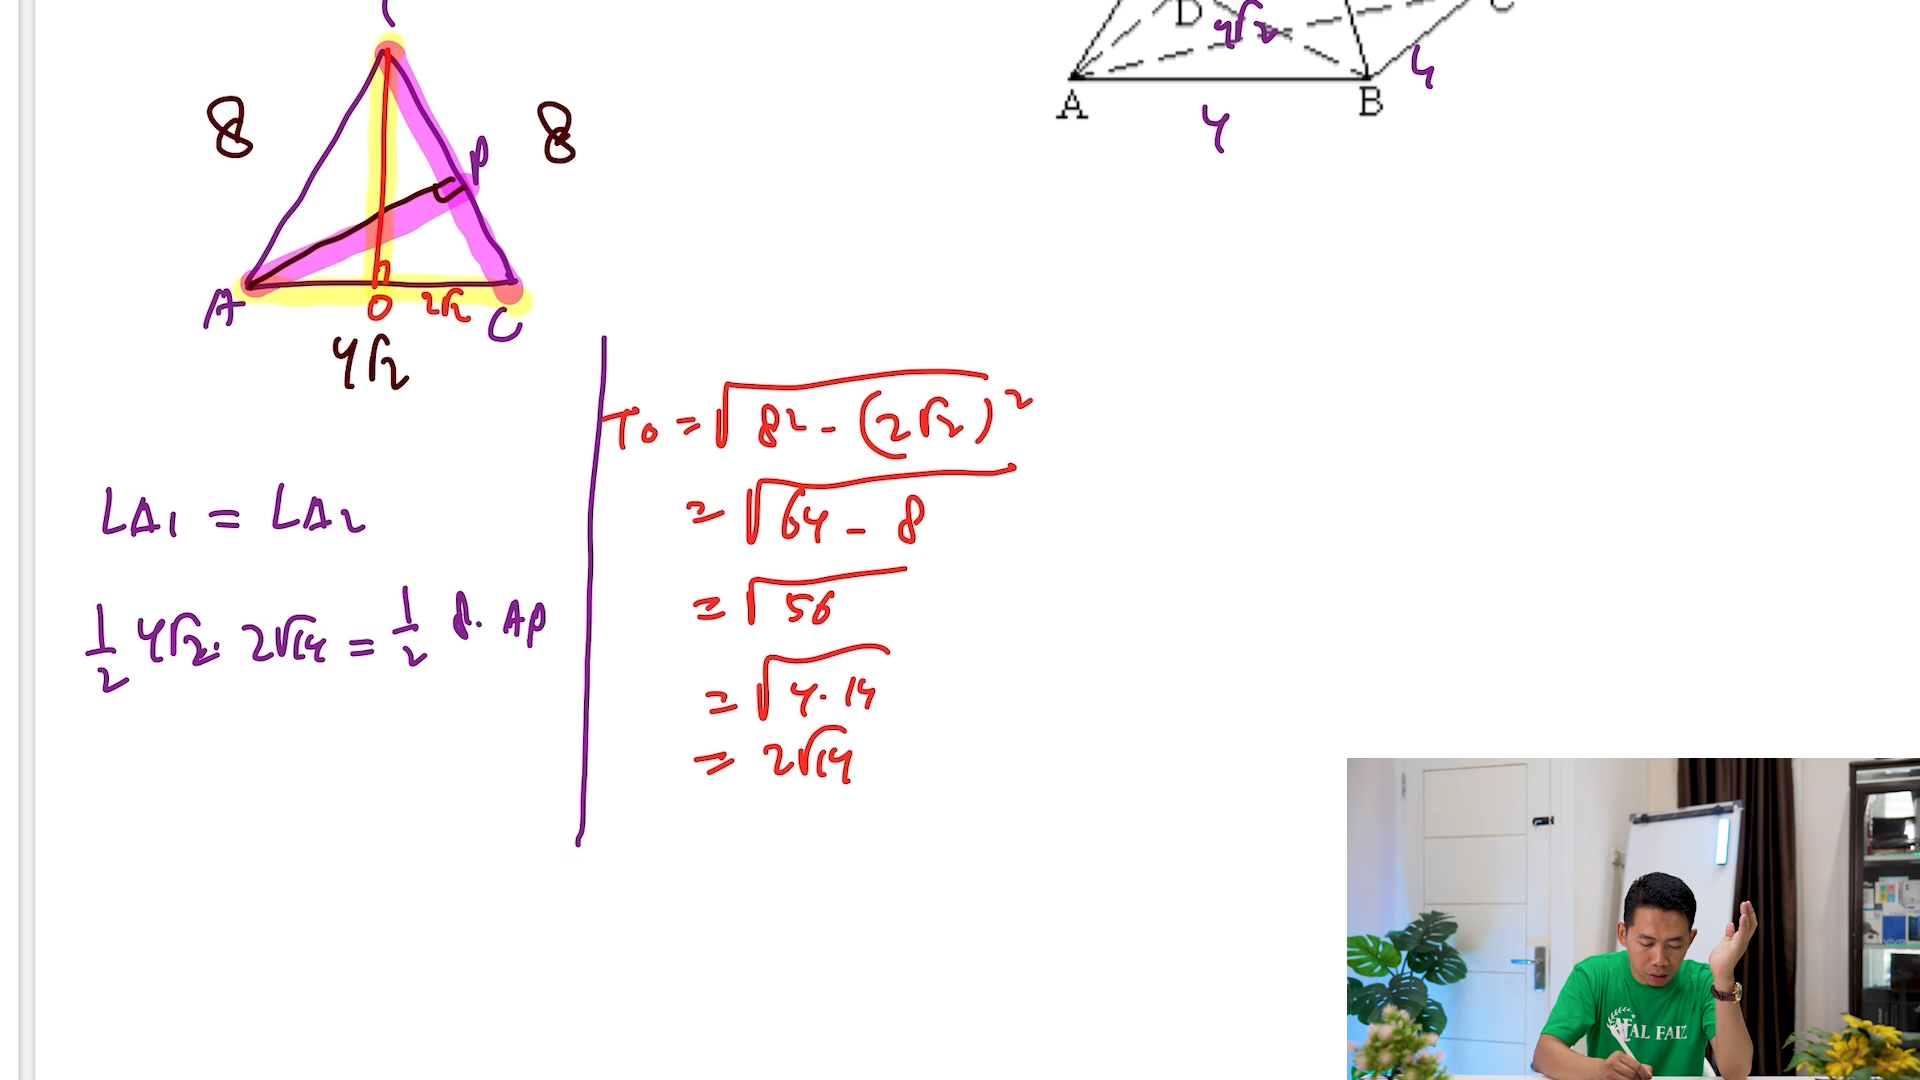 T
8
8
P
A
O
2√2
C
4√2
D
4√2
C
4
A
B
4
LΔ1 = LΔ2
1/2 4√2 . 2√14 = 1/2 8 . AP
TO = √8² - (2√2)²
= √64 - 8
= √56
= √4 . 14
= 2√14
AL FAIZ